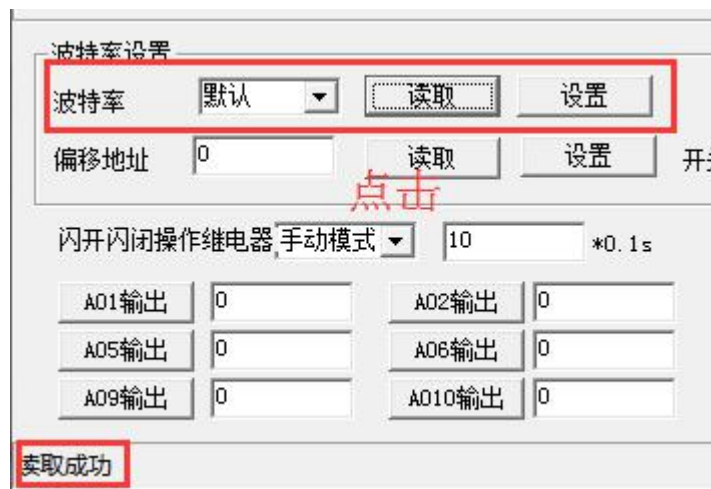 波特率设置
波特率 默认 读取 设置
偏移地址 0 读取 设置 开
点击
闪开闪闭操作继电器 手动模式 10 *0.1s
A01输出 0 A02输出 0
A05输出 0 A06输出 0
A09输出 0 A010输出 0
读取成功